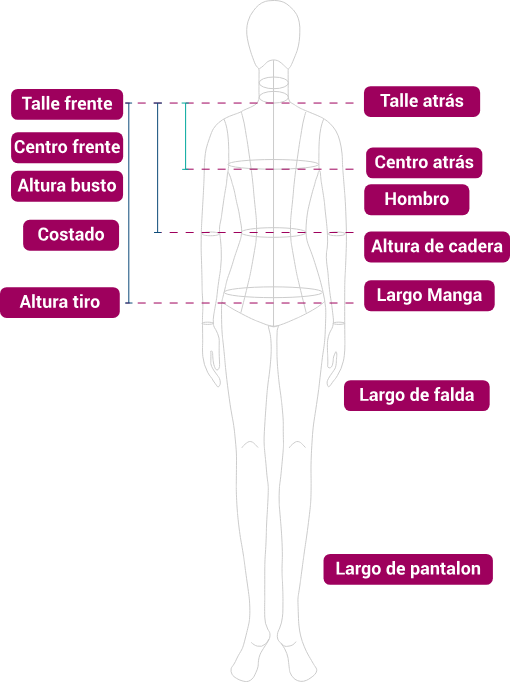 Talle frente
Centro frente
Altura busto
Costado
Altura tiro
Talle atrás
Centro atrás
Hombro
Altura de cadera
Largo Manga
Largo de falda
Largo de pantalon